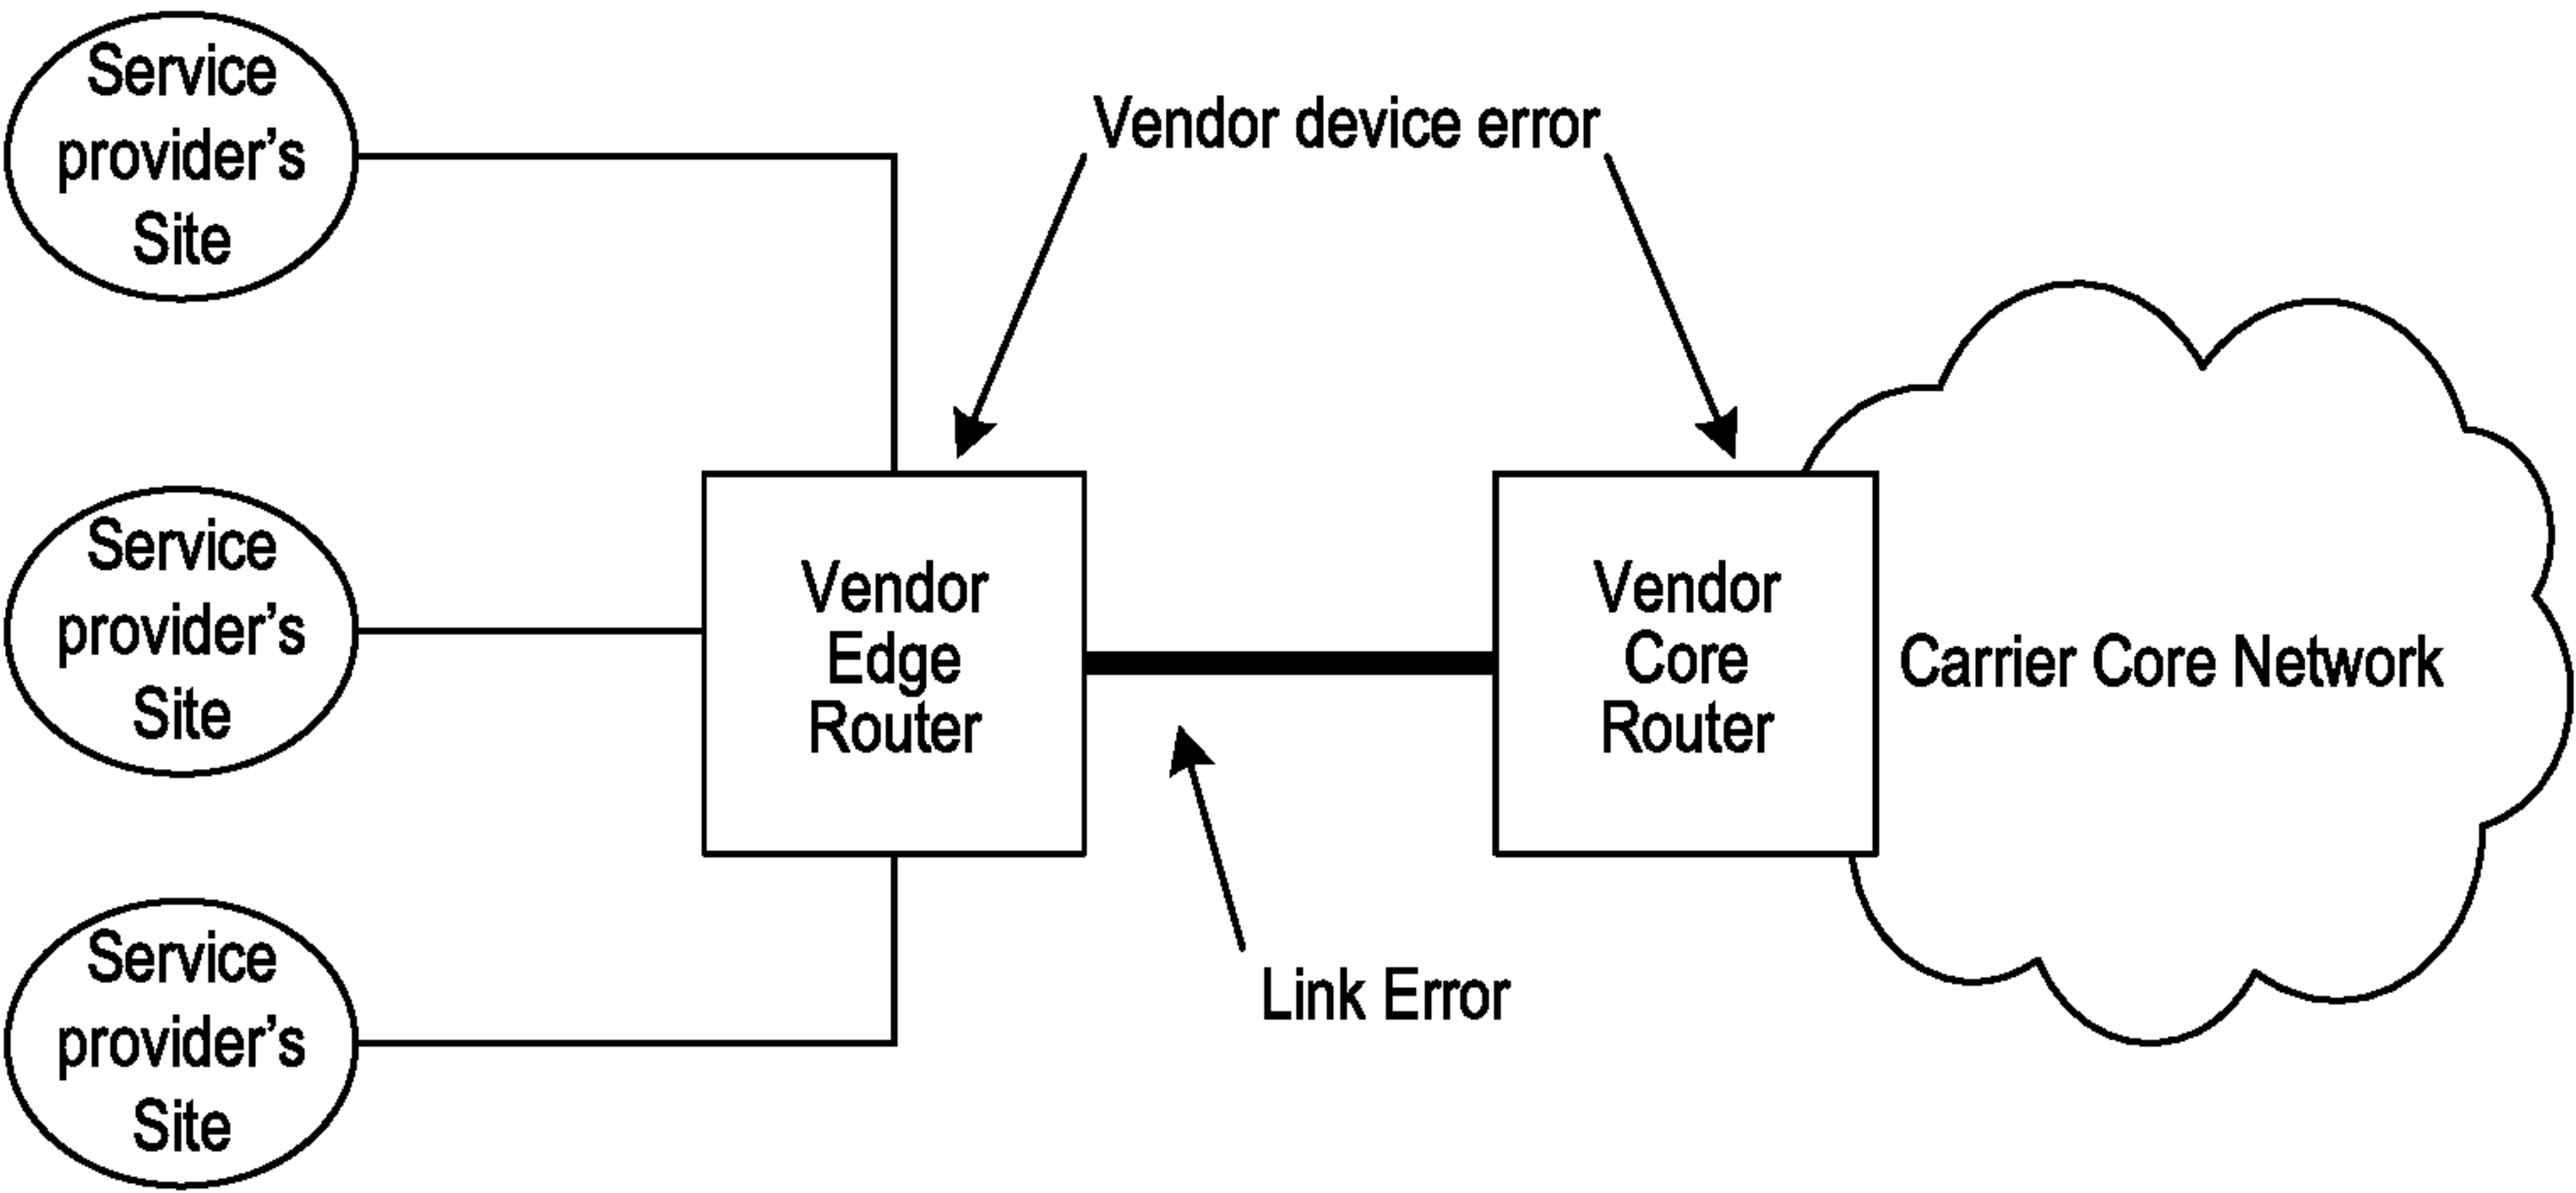 Service
provider's
Site
Vendor device error
Service
provider's
Site
Vendor
Edge
Router
Vendor
Core
Router
Carrier Core Network
Link Error
Service
provider's
Site